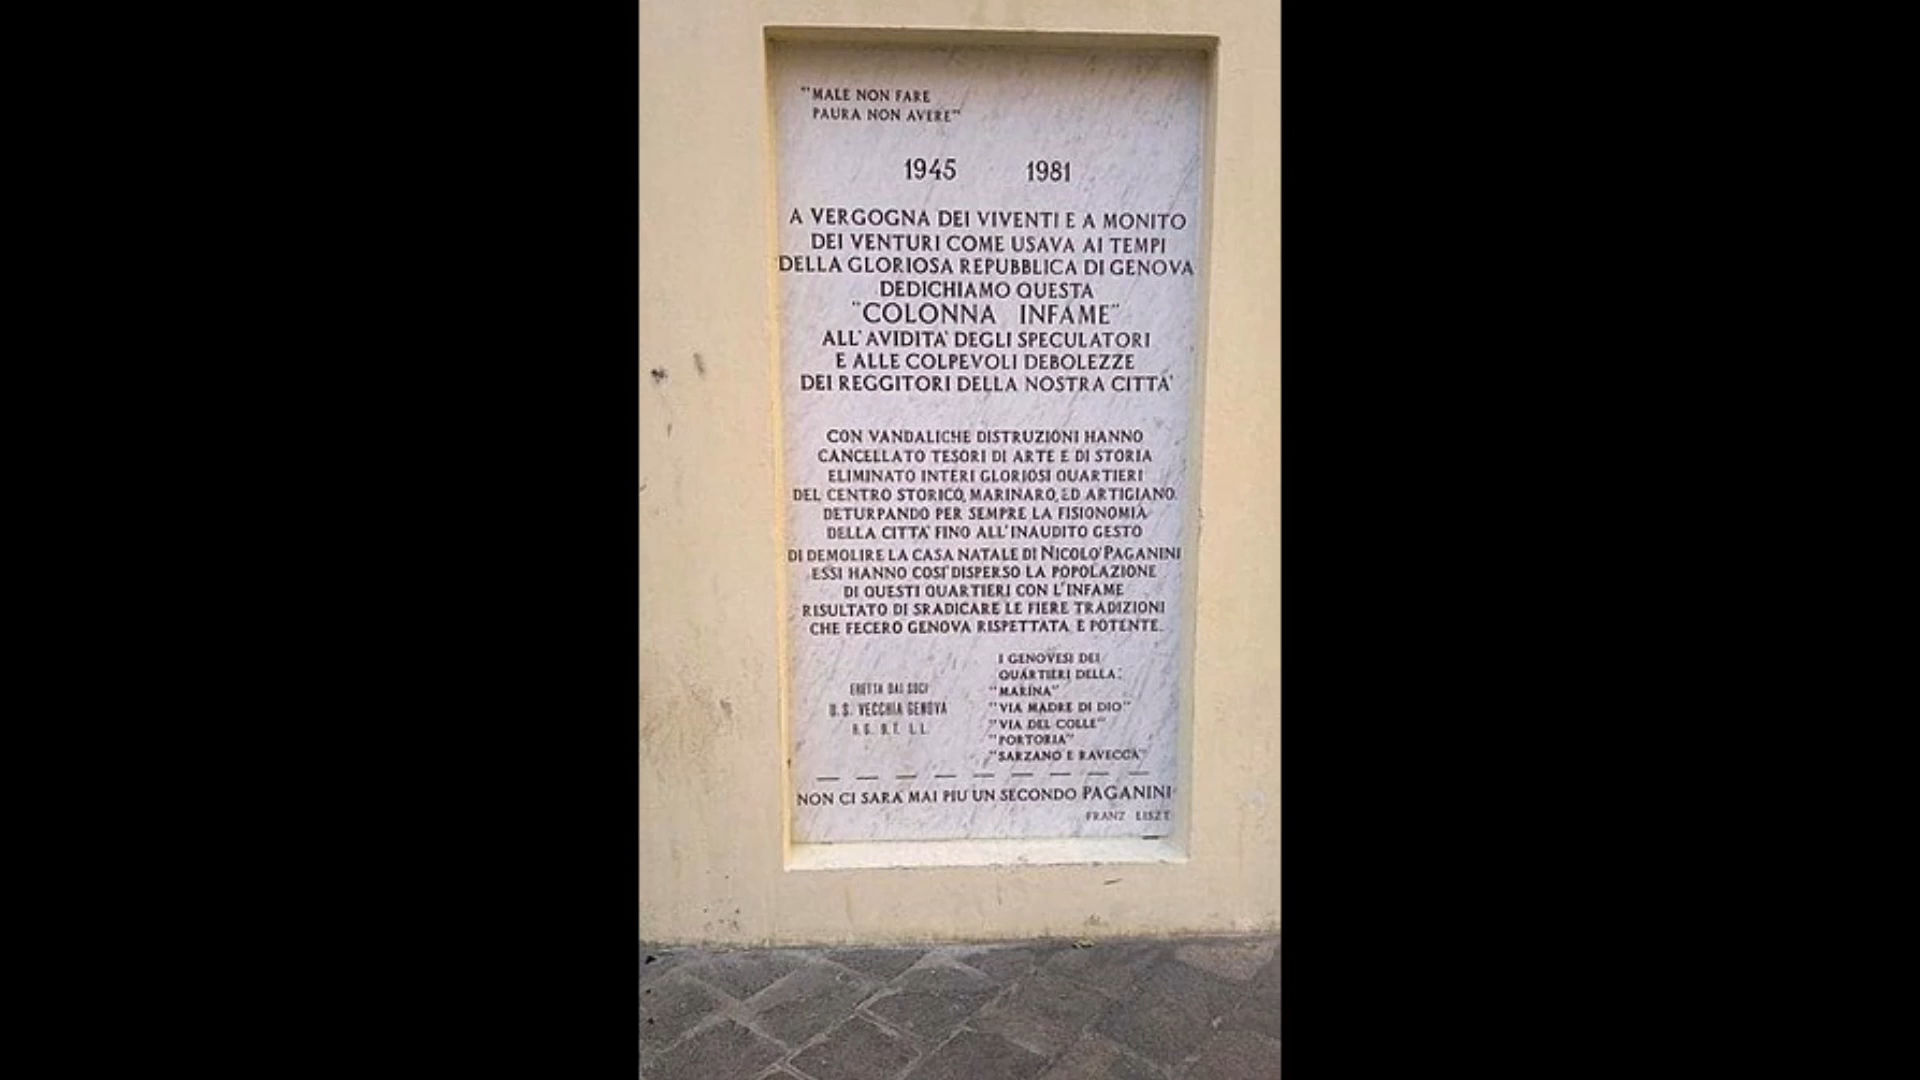 "MALE NON FARE
PAURA NON AVERE"
1945 1981
A VERGOGNA DEI VIVENTI E A MONITO
DEI VENTURI COME USAVA AI TEMPI
DELLA GLORIOSA REPUBBLICA DI GENOVA
DEDICHIAMO QUESTA
"COLONNA INFAME"
ALL'AVIDITA' DEGLI SPECULATORI
E ALLE COLPEVOLI DEBOLEZZE
DEI REGGITORI DELLA NOSTRA CITTA'
CON VANDALICHE DISTRUZIONI HANNO
CANCELLATO TESORI DI ARTE E DI STORIA
ELIMINATO INTERI GLORIOSI QUARTIERI
DEL CENTRO STORICO, MARINARO, ED ARTIGIANO.
DETURPANDO PER SEMPRE LA FISIONOMIA
DELLA CITTA' FINO ALL'INAUDITO GESTO
DI DEMOLIRE LA CASA NATALE DI NICOLO' PAGANINI
ESSI HANNO COSI' DISPERSO LA POPOLAZIONE
DI QUESTI QUARTIERI CON L'INFAME
RISULTATO DI SRADICARE LE FIERE TRADIZIONI
CHE FECERO GENOVA RISPETTATA E POTENTE.
ERETTA DAI SOCI
U.S. VECCHIA GENOVA
I GENOVESI DEI
QUARTIERI DELLA:
"MARINA"
"VIA MADRE DI DIO"
"VIA DEL COLLE"
"PORTORIA"
"SARZANO E RAVECCA"
NON CI SARA' MAI PIU UN SECONDO PAGANINI
FRANZ LISZT